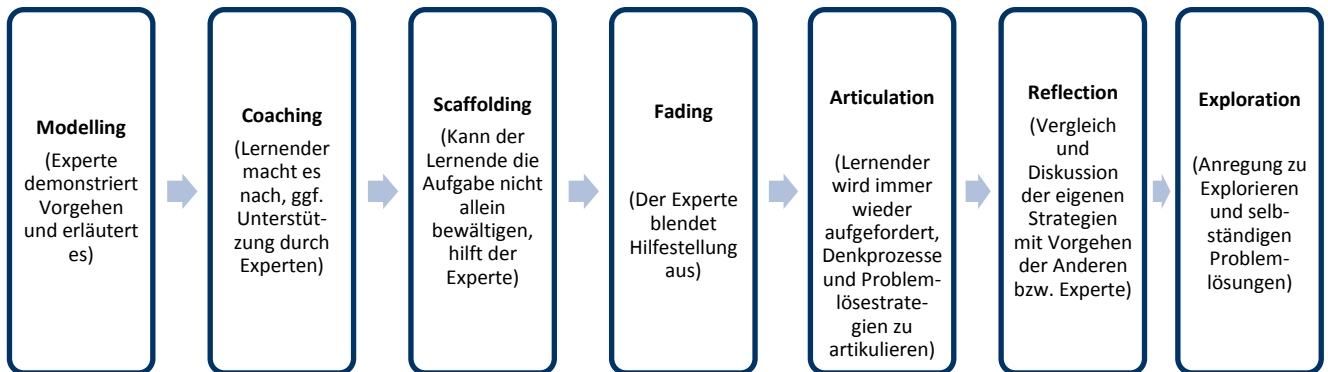 Modelling
(Experte
demonstriert
Vorgehen
und erläutert
es)
Coaching
(Lernender
macht es
nach, ggf.
Unterstüt-
zung durch
Experten)
Scaffolding
(Kann der
Lernende die
Aufgabe nicht
allein
bewältigen,
hilft der
Experte)
Fading
(Der Experte
blendet
Hilfestellung
aus)
Articulation
(Lernender
wird immer
wieder
aufgefordert,
Denkprozesse
und Problem-
lösestrate-
gien zu
artikulieren)
Reflection
(Vergleich
und
Diskussion
der eigenen
Strategien
mit Vorgehen
der Anderen
bzw. Experte)
Exploration
(Anregung zu
Explorieren
und selb-
ständigen
Problem-
lösungen)